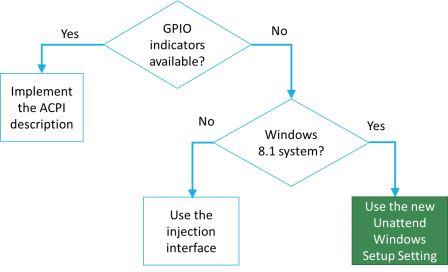 Yes
GPIO
indicators
available?
No
Implement
the ACPI
description
No
Windows
8.1 system?
Yes
Use the
injection
interface
Use the new
Unattend
Windows
Setup Setting